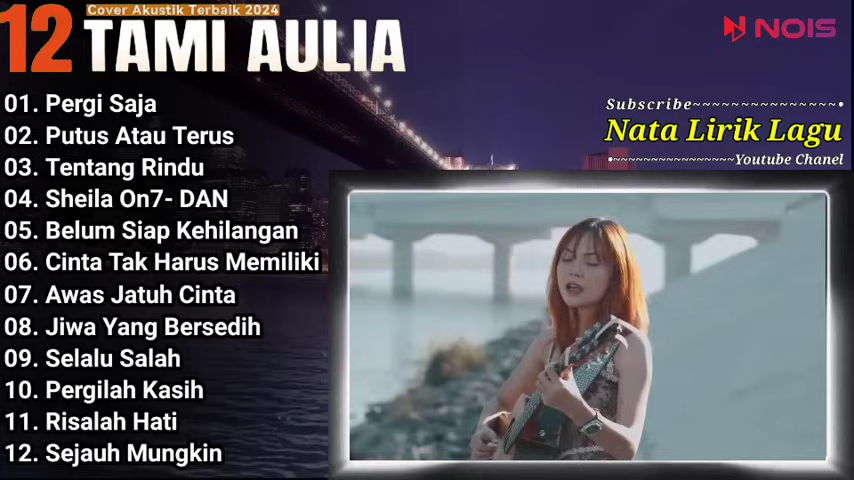 Cover Akustik Terbaik 2024
12 TAMI AULIA
NOIS
01. Pergi Saja
02. Putus Atau Terus
03. Tentang Rindu
04. Sheila On7- DAN
05. Belum Siap Kehilangan
06. Cinta Tak Harus Memiliki
07. Awas Jatuh Cinta
08. Jiwa Yang Bersedih
09. Selalu Salah
10. Pergilah Kasih
11. Risalah Hati
12. Sejauh Mungkin
Subscribe~~~~~~~~~~~~~~~•
Nata Lirik Lagu
•~~~~~~~~~~~~~~~~Youtube Chanel